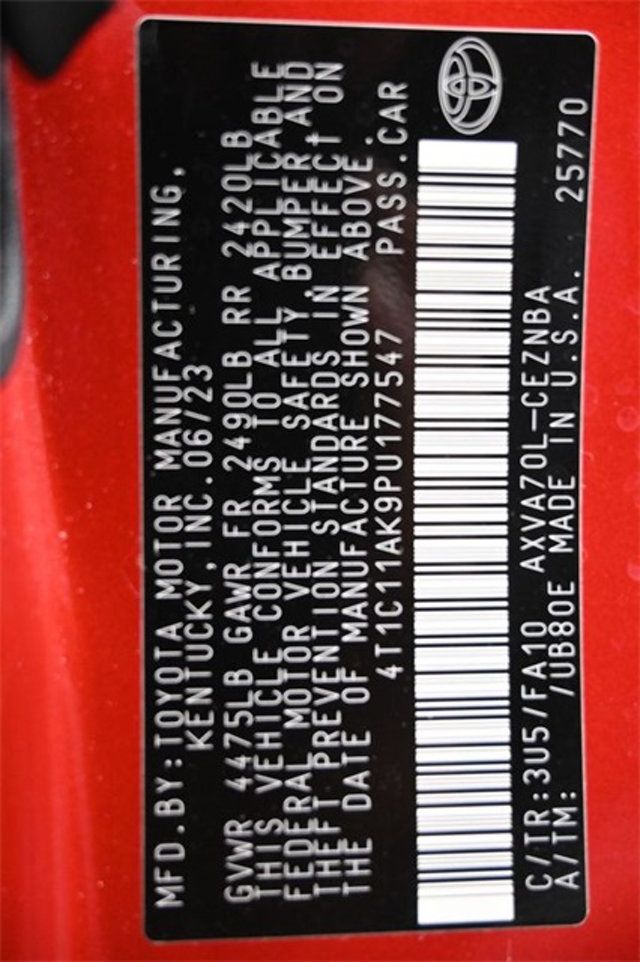 MFD.BY:TOYOTA MOTOR MANUFACTURING,
KENTUCKY,INC.06/23
GVWR 4475LB GAWR FR 2490LB RR 2420LB
THIS VEHICLE CONFORMS TO ALL APPLICABLE
FEDERAL MOTOR VEHICLE SAFETY, BUMPER AND
THEFT PREVENTION STANDARDS IN EFFECT ON
THE DATE OF MANUFACTURE SHOWN ABOVE.
4T1C11AK9PU177547 PASS.CAR
C/TR:3U5/FA10 AXVA70L-CEZNBA 25770
A/TM: /UB80E MADE IN U.S.A.